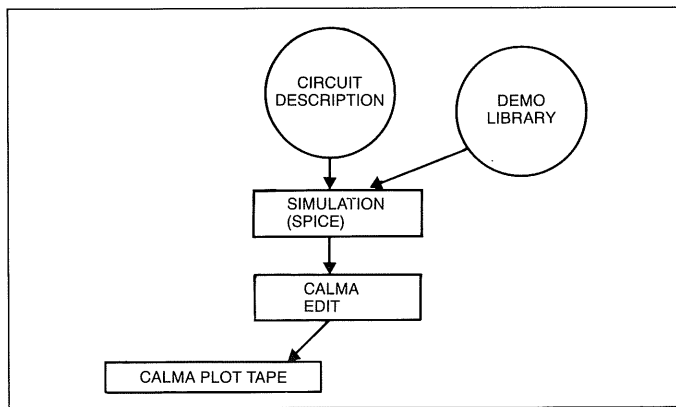 CIRCUIT
DESCRIPTION
DEMO
LIBRARY
SIMULATION
(SPICE)
CALMA
EDIT
CALMA PLOT TAPE